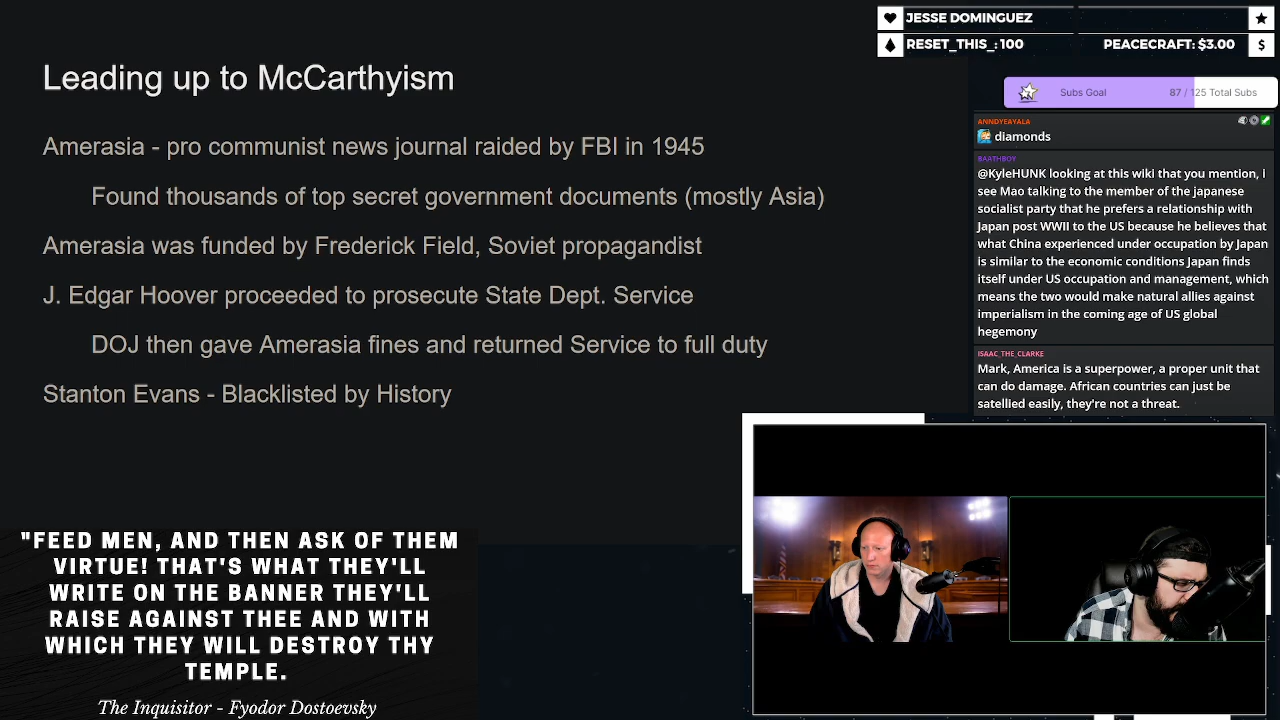 Leading up to McCarthyism
Amerasia - pro communist news journal raided by FBI in 1945
Found thousands of top secret government documents (mostly Asia)
Amerasia was funded by Frederick Field, Soviet propagandist
J. Edgar Hoover proceeded to prosecute State Dept. Service
DOJ then gave Amerasia fines and returned Service to full duty
Stanton Evans - Blacklisted by History
"FEED MEN, AND THEN ASK OF THEM
VIRTUE! THAT'S WHAT THEY'LL
WRITE ON THE BANNER THEY'LL
RAISE AGAINST THEE AND WITH
WHICH THEY WILL DESTROY THY
TEMPLE.
The Inquisitor - Fyodor Dostoevsky
JESSE DOMINGUEZ
RESET_THIS_: 100 PEACECRAFT: $3.00 $
Subs Goal 87 / 125 Total Subs
ANNDYEAYALA
diamonds
BAATHBOY
@KyleHUNK looking at this wiki that you mention, i
see Mao talking to the member of the japanese
socialist party that he prefers a relationship with
Japan post WWII to the US because he believes that
what China experienced under occupation by Japan
is similar to the economic conditions Japan finds
itself under US occupation and management, which
means the two would make natural allies against
imperialism in the coming age of US global
hegemony
ISAAC_THE_CLARKE
Mark, America is a superpower, a proper unit that
can do damage. African countries can just be
satellied easily, they're not a threat.